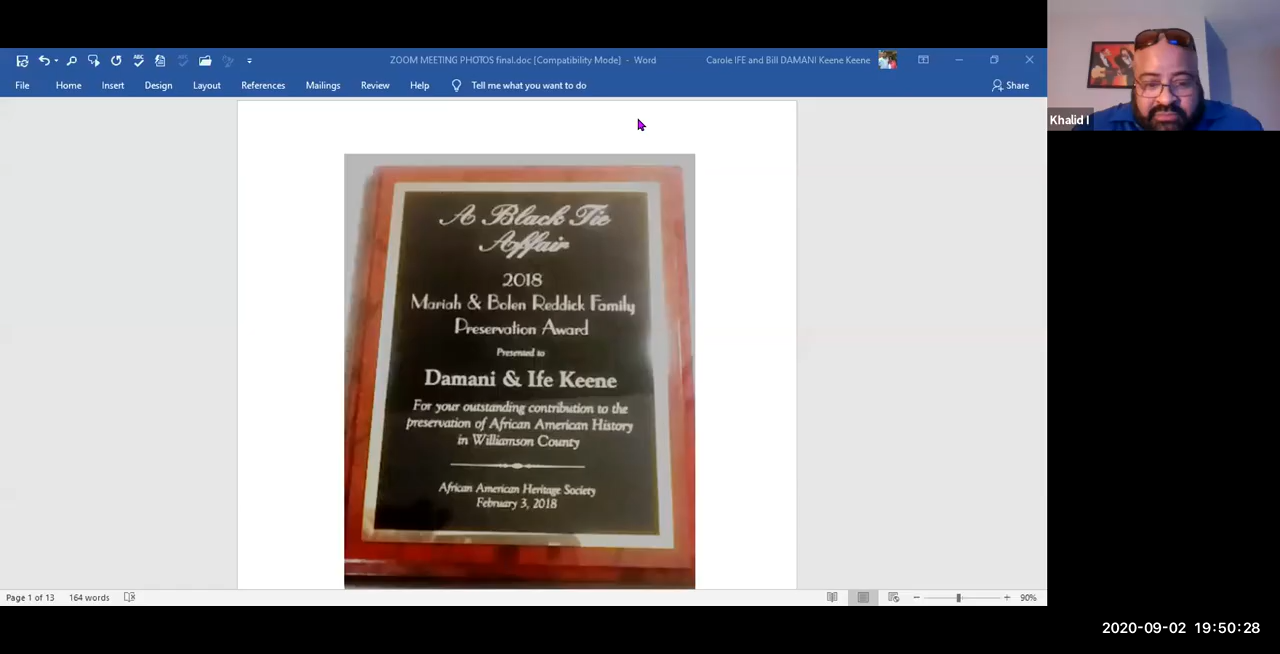 ZOOM MEETING PHOTOS final.doc [Compatibility Mode] - Word
Carole IFE and Bill DAMANI Keene Keene
File Home Insert Design Layout References Mailings Review Help Tell me what you want to do Share
A Black Tie
Affair
2018
Mariah & Bolen Reddick Family
Preservation Award
Presented to
Damani & Ife Keene
For your outstanding contribution to the
preservation of African American History
in Williamson County
African American Heritage Society
February 3, 2018
Khalid I
Page 1 of 13 164 words 90%
2020-09-02 19:50:28